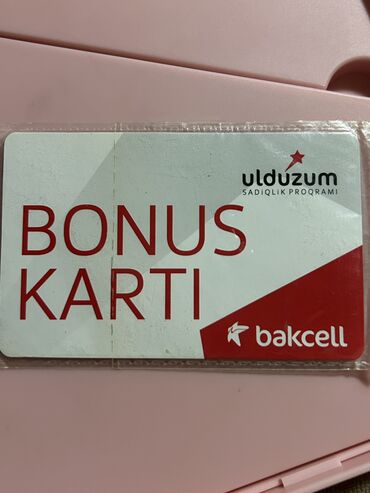 ulduzum
SADIQLIK PROQRAMI
BONUS
KARTI
bakcell